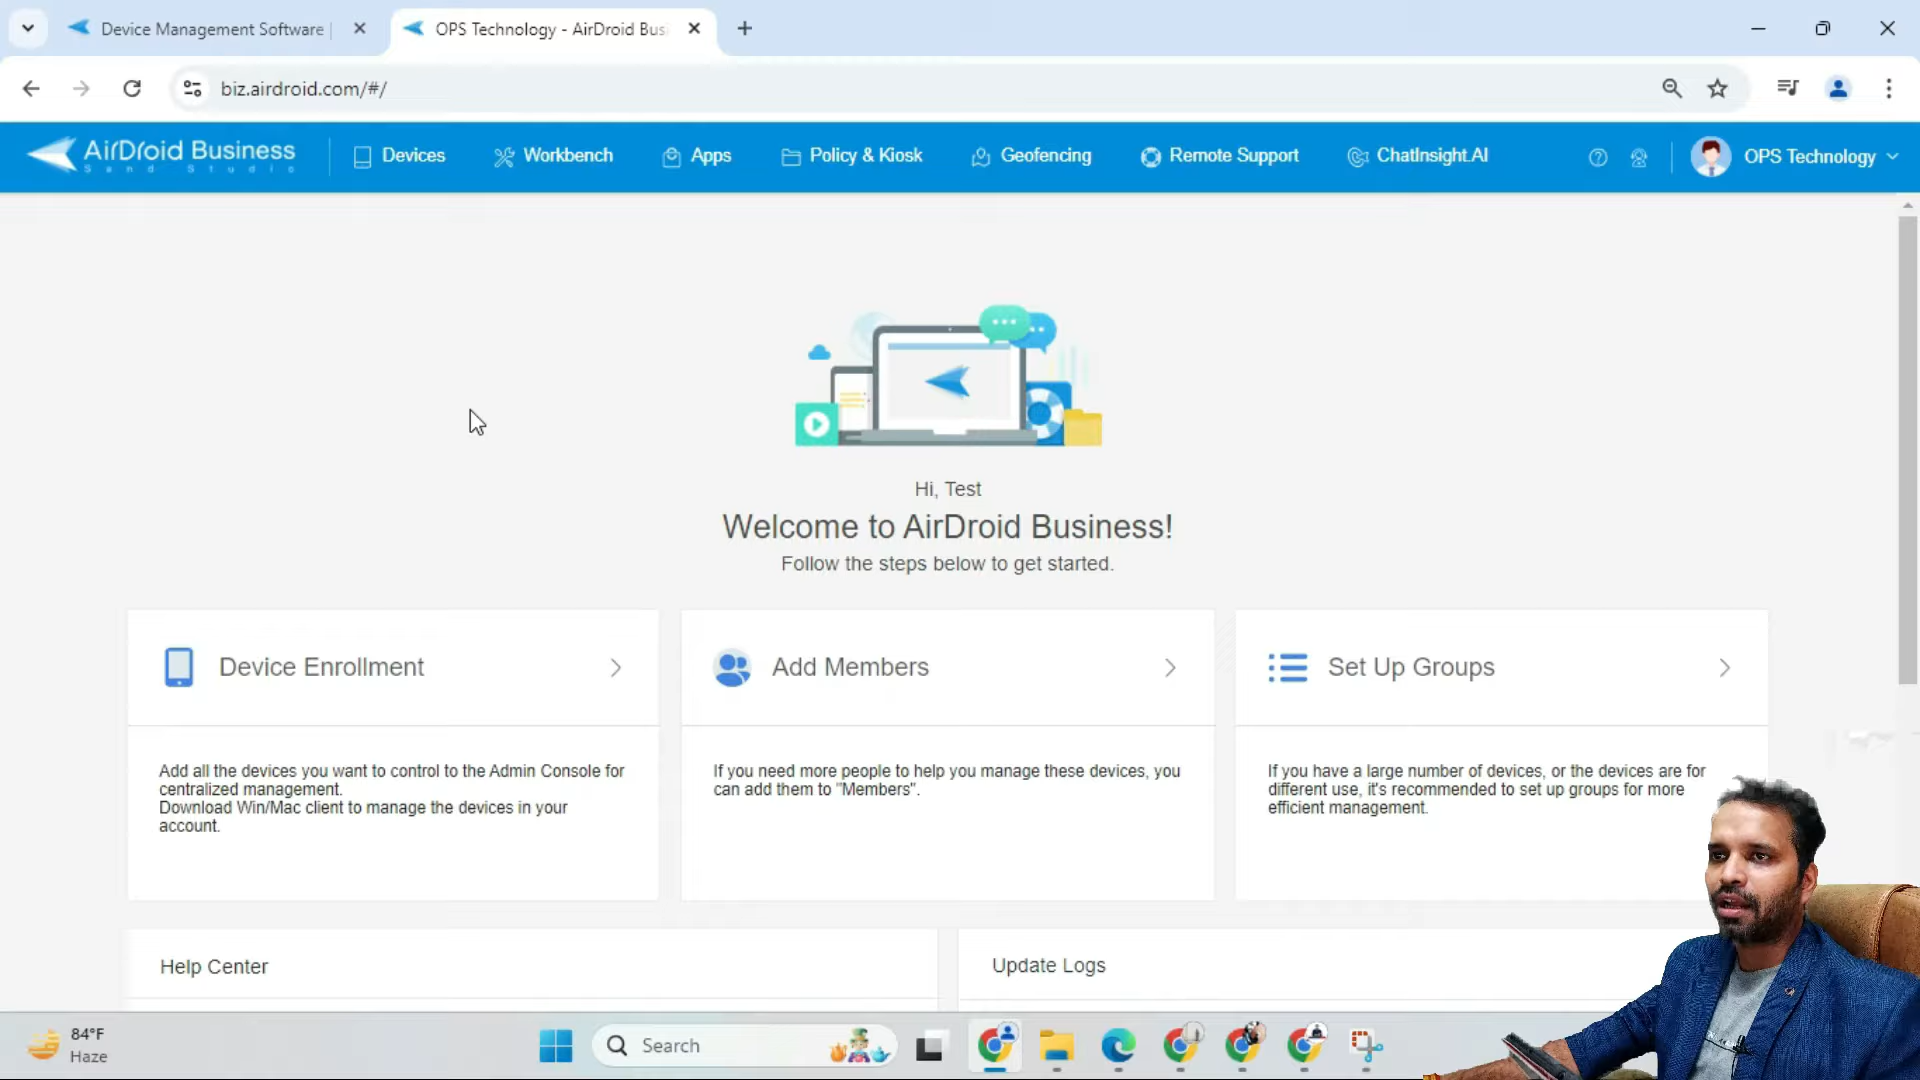 Device Management Software |
OPS Technology - AirDroid Busi
biz.airdroid.com/#/
AirDroid Business
Sand Studio
Devices
Workbench
Apps
Policy & Kiosk
Geofencing
Remote Support
ChatInsight.AI
OPS Technology
Hi, Test
Welcome to AirDroid Business!
Follow the steps below to get started.
Device Enrollment
Add Members
Set Up Groups
Add all the devices you want to control to the Admin Console for
centralized management.
Download Win/Mac client to manage the devices in your
account.
If you need more people to help you manage these devices, you
can add them to "Members".
If you have a large number of devices, or the devices are for
different use, it's recommended to set up groups for more
efficient management.
Help Center
Update Logs
84°F
Haze
Search